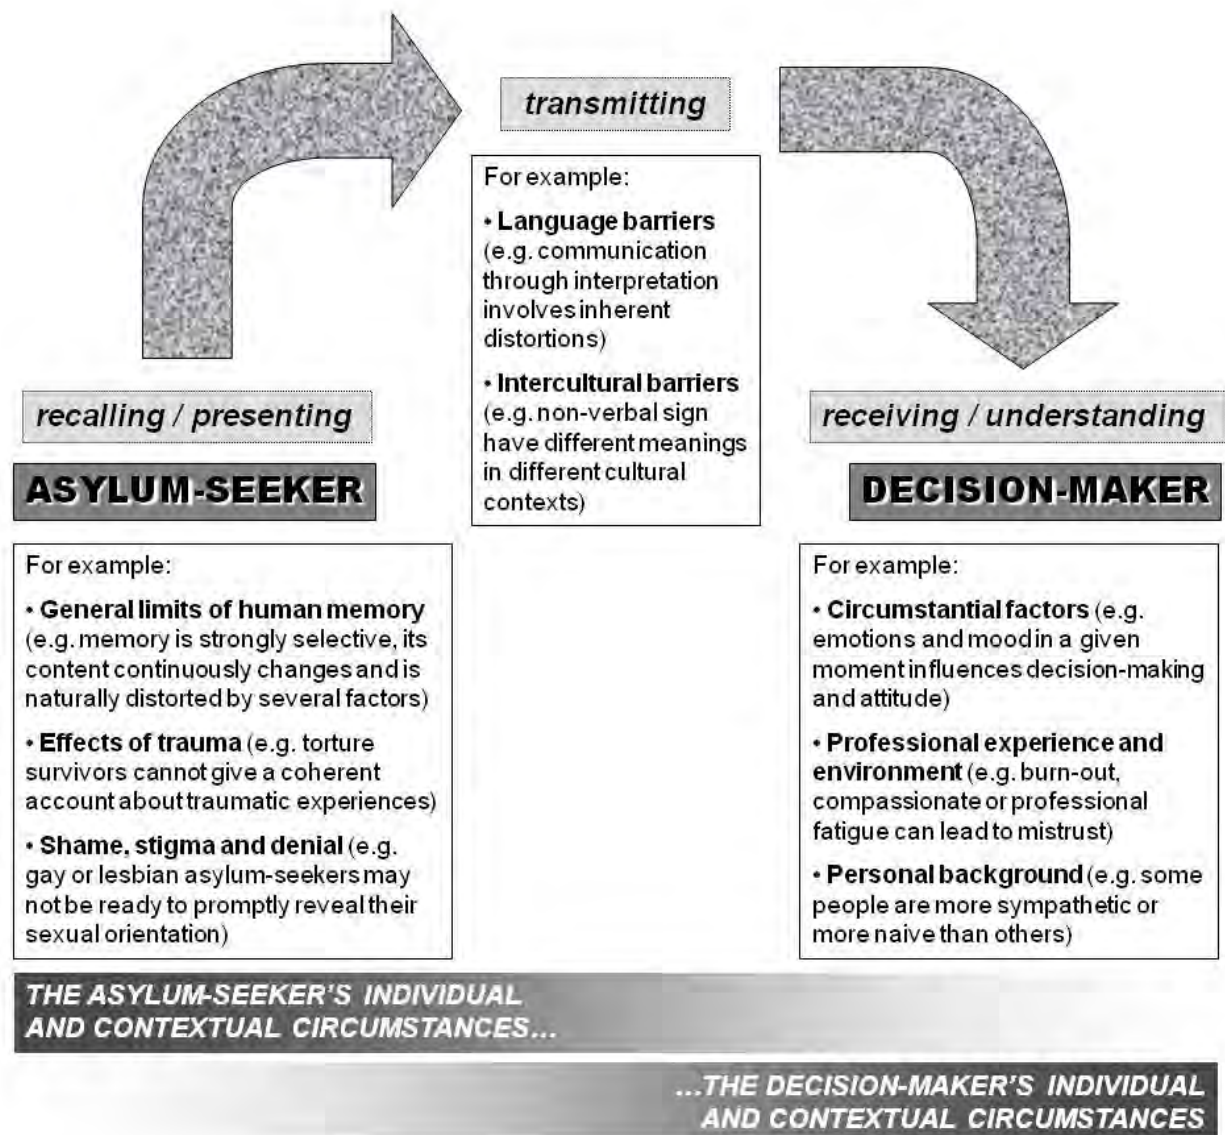 transmitting
For example:
• Language barriers
(e.g. communication
through interpretation
involves inherent
distortions)
• Intercultural barriers
(e.g. non-verbal sign
have different meanings
in different cultural
contexts)
recalling / presenting
ASYLUM-SEEKER
For example:
• General limits of human memory
(e.g. memory is strongly selective, its
content continuously changes and is
naturally distorted by several factors)
• Effects of trauma (e.g. torture
survivors cannot give a coherent
account about traumatic experiences)
• Shame, stigma and denial (e.g.
gay or lesbian asylum-seekers may
not be ready to promptly reveal their
sexual orientation)
receiving / understanding
DECISION-MAKER
For example:
• Circumstantial factors (e.g.
emotions and mood in a given
moment influences decision-making
and attitude)
• Professional experience and
environment (e.g. burn-out,
compassionate or professional
fatigue can lead to mistrust)
• Personal background (e.g. some
people are more sympathetic or
more naive than others)
THE ASYLUM-SEEKER'S INDIVIDUAL
AND CONTEXTUAL CIRCUMSTANCES...
...THE DECISION-MAKER'S INDIVIDUAL
AND CONTEXTUAL CIRCUMSTANCES